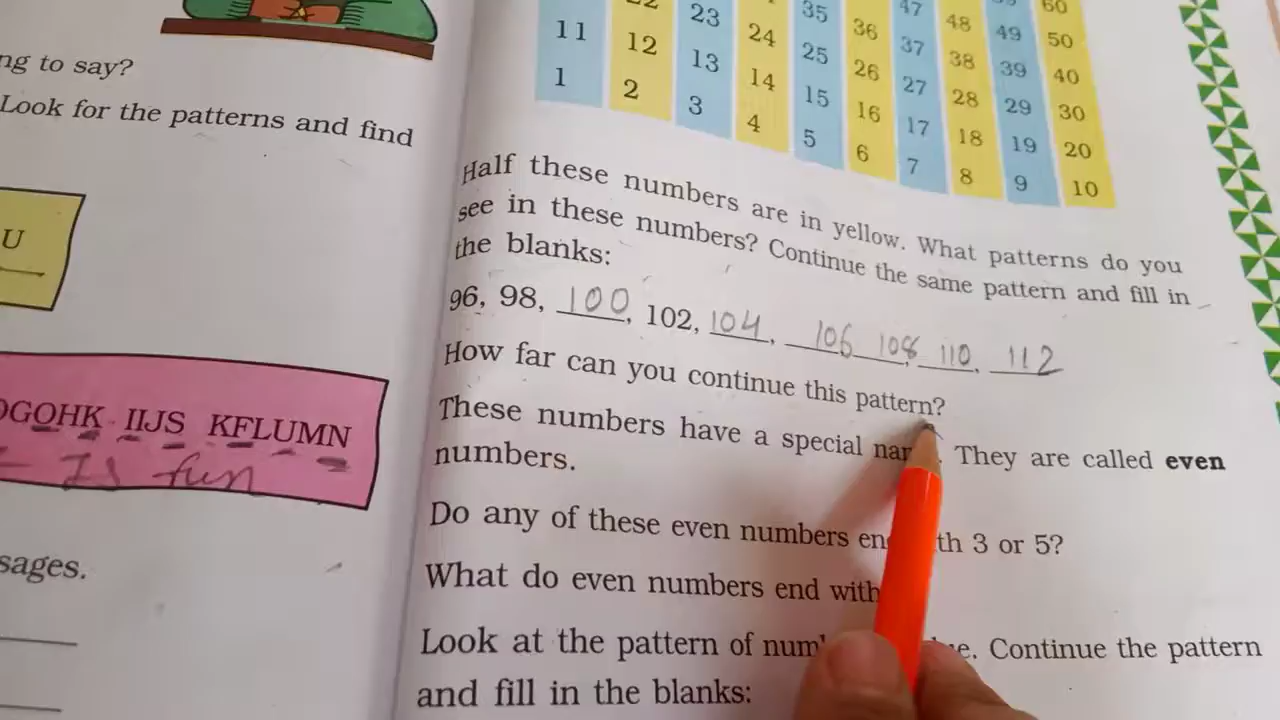 ng to say?
Look for the patterns and find
U
OGOHK IIJS KFLUMN
Is fun
sages.
23 35 47 48 60
11 12 13 24 25 36 37 38 49 50
1 2 3 14 15 26 27 28 39 40
4 5 16 17 18 29 30
6 7 8 19 20
9 10
Half these numbers are in yellow. What patterns do you
see in these numbers? Continue the same pattern and fill in
the blanks:
96, 98, 100, 102, 104, 106 108, 110, 112
How far can you continue this pattern?
These numbers have a special . They are called even
numbers.
Do any of these even numbers 3 or 5?
What do even numbers end with
Look at the pattern of . Continue the pattern
and fill in the blanks: